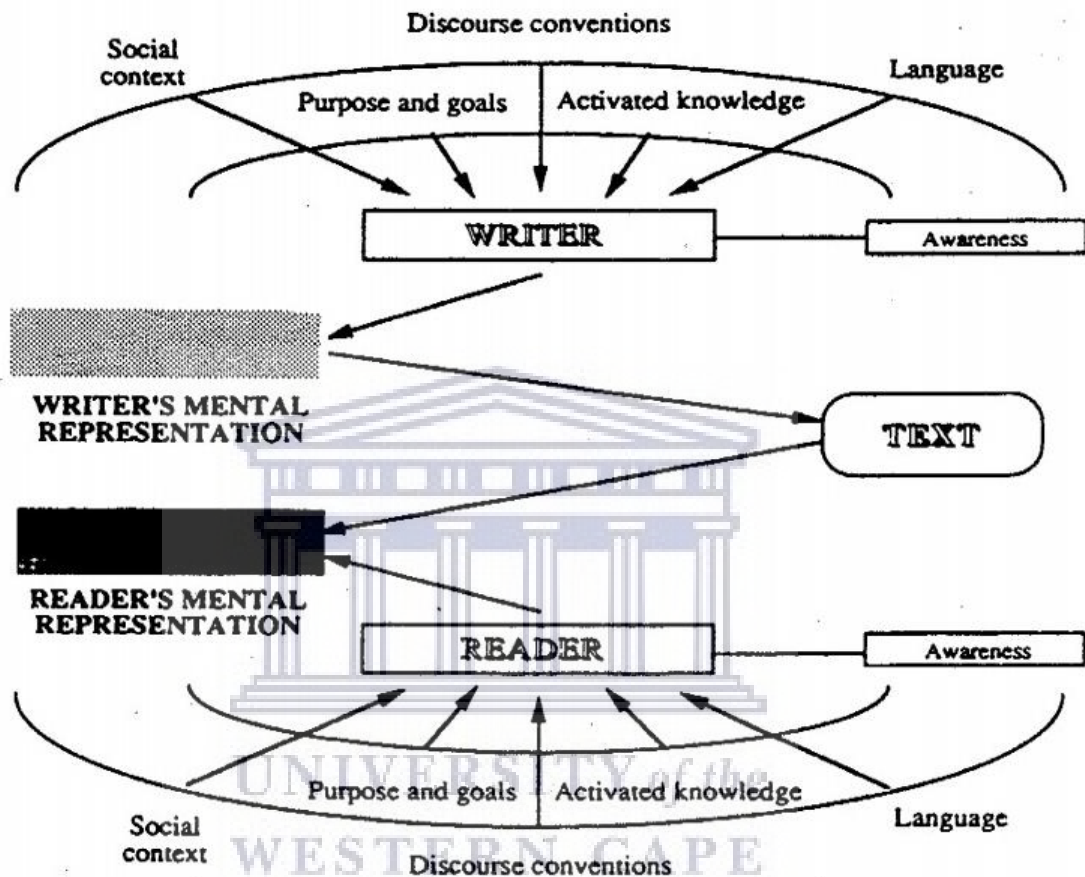 Discourse conventions
Social
context
Language
Purpose and goals
Activated knowledge
WRITER
Awareness
WRITER'S MENTAL
REPRESENTATION
TEXT
READER'S MENTAL
REPRESENTATION
READER
Awareness
Purpose and goals
Activated knowledge
Social
context
Language
Discourse conventions
UNIVERSITY of the
WESTERN CAPE